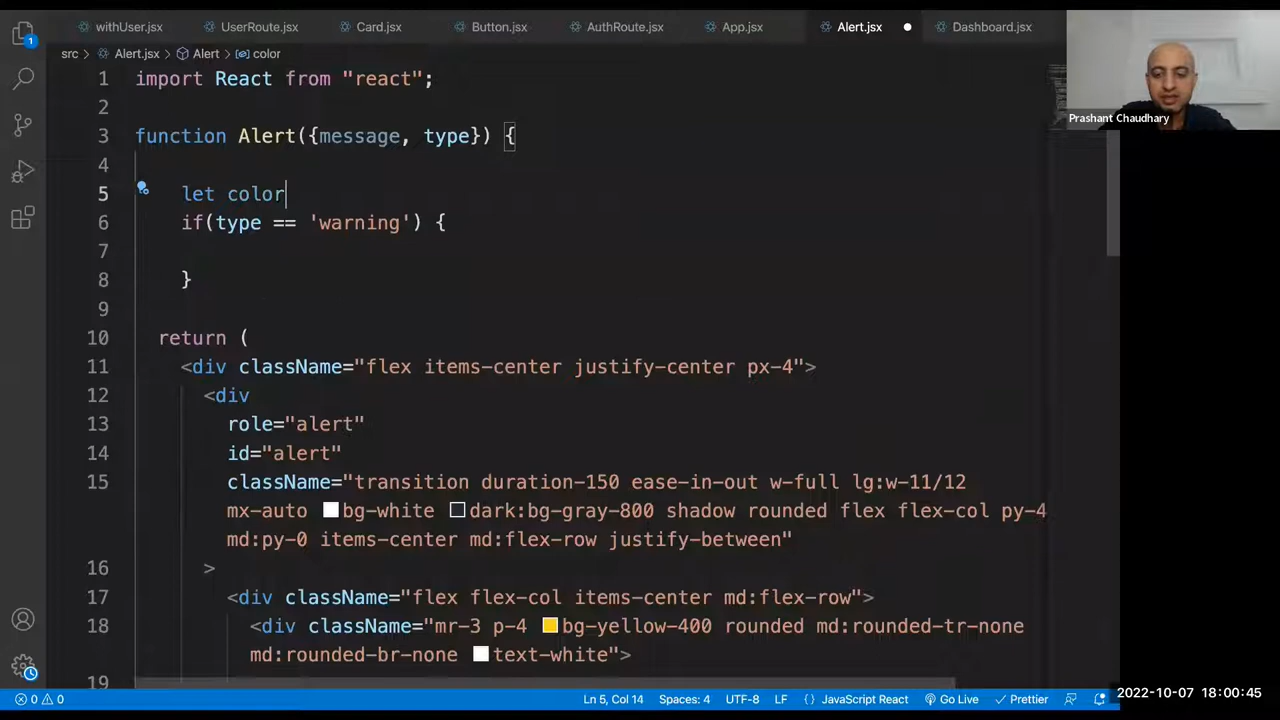 withUser.jsx UserRoute.jsx Card.jsx Button.jsx AuthRoute.jsx App.jsx Alert.jsx Dashboard.jsx
src Alert.jsx Alert color
Prashant Chaudhary
1 import React from "react";
2
3 function Alert({message, type}) {
4
5 let color
6 if(type == 'warning') {
7
8 }
9
10 return (
11 <div className="flex items-center justify-center px-4">
12 <div
13 role="alert"
14 id="alert"
15 className="transition duration-150 ease-in-out w-full lg:w-11/12
mx-auto bg-white dark:bg-gray-800 shadow rounded flex flex-col py-4
md:py-0 items-center md:flex-row justify-between"
16 >
17 <div className="flex flex-col items-center md:flex-row">
18 <div className="mr-3 p-4 bg-yellow-400 rounded md:rounded-tr-none
md:rounded-br-none text-white">
19
1
0 0 Ln 5, Col 14 Spaces: 4 UTF-8 LF {} JavaScript React Go Live Prettier
2022-10-07 18:00:45